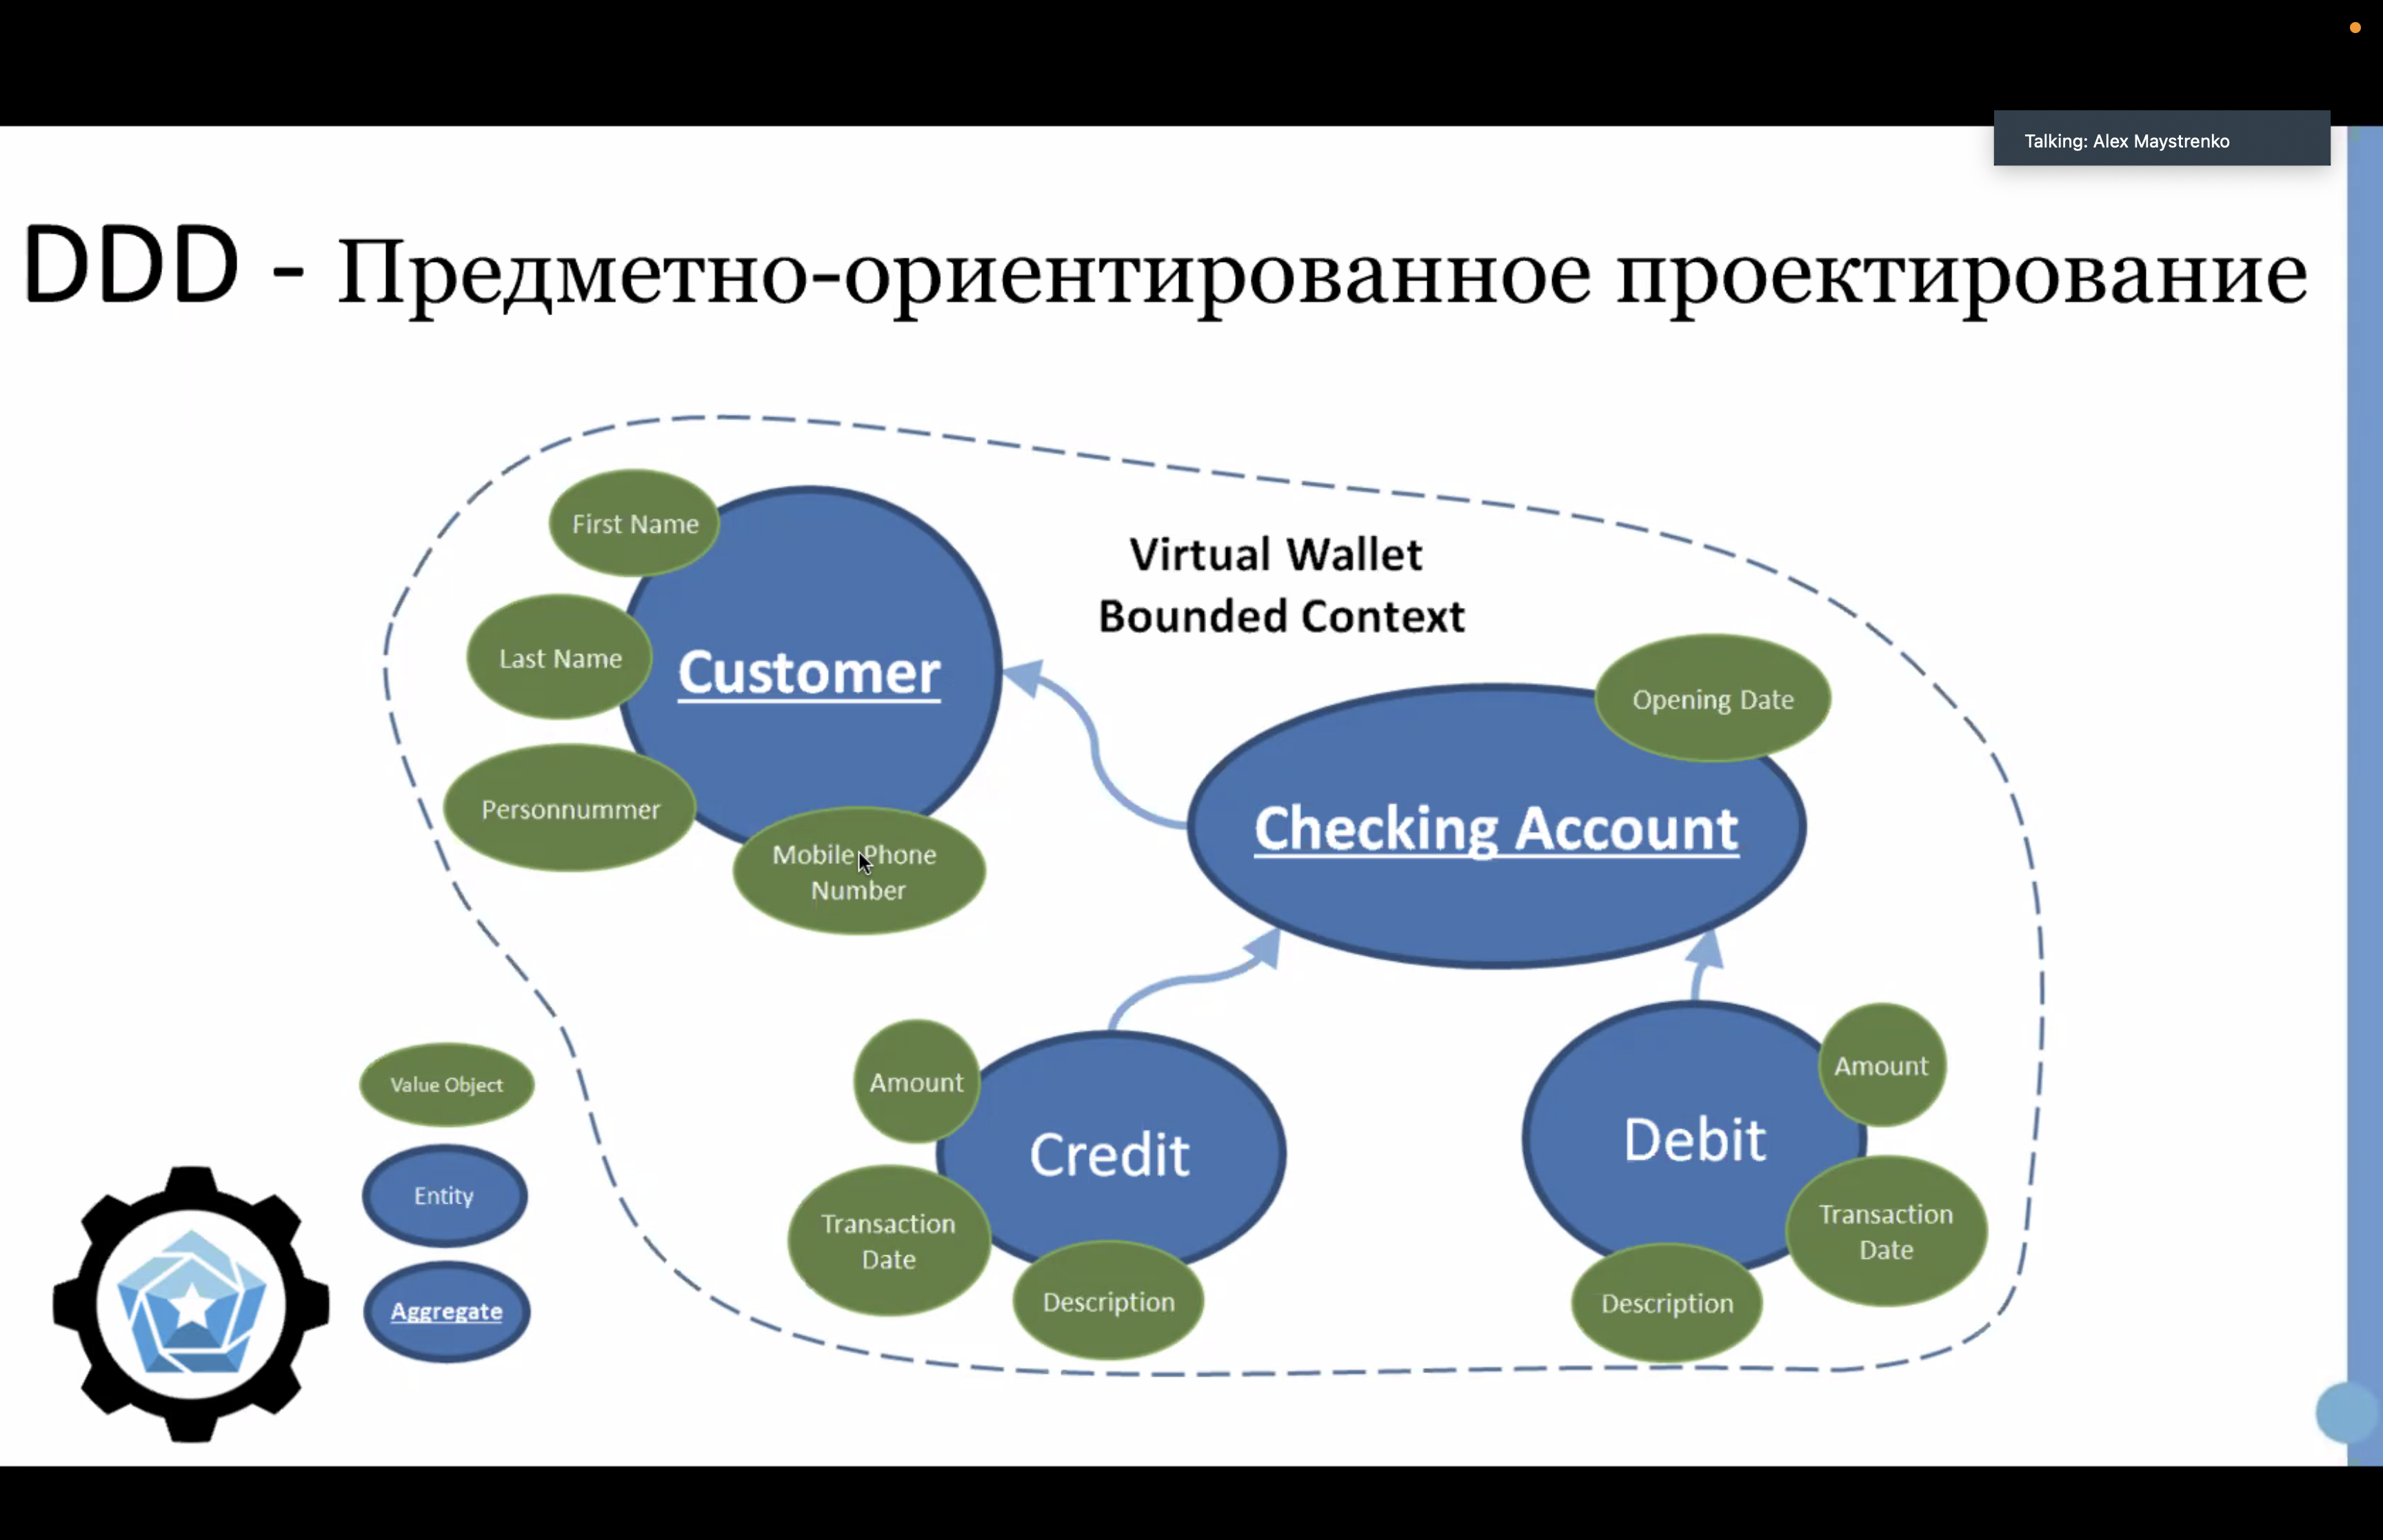 Talking: Alex Maystrenko
DDD - Предметно-ориентированное проектирование
Virtual Wallet
Bounded Context
First Name
Last Name
Customer
Personnummer
Mobile Phone
Number
Opening Date
Checking Account
Amount
Credit
Transaction
Date
Description
Amount
Debit
Transaction
Date
Description
Value Object
Entity
Aggregate